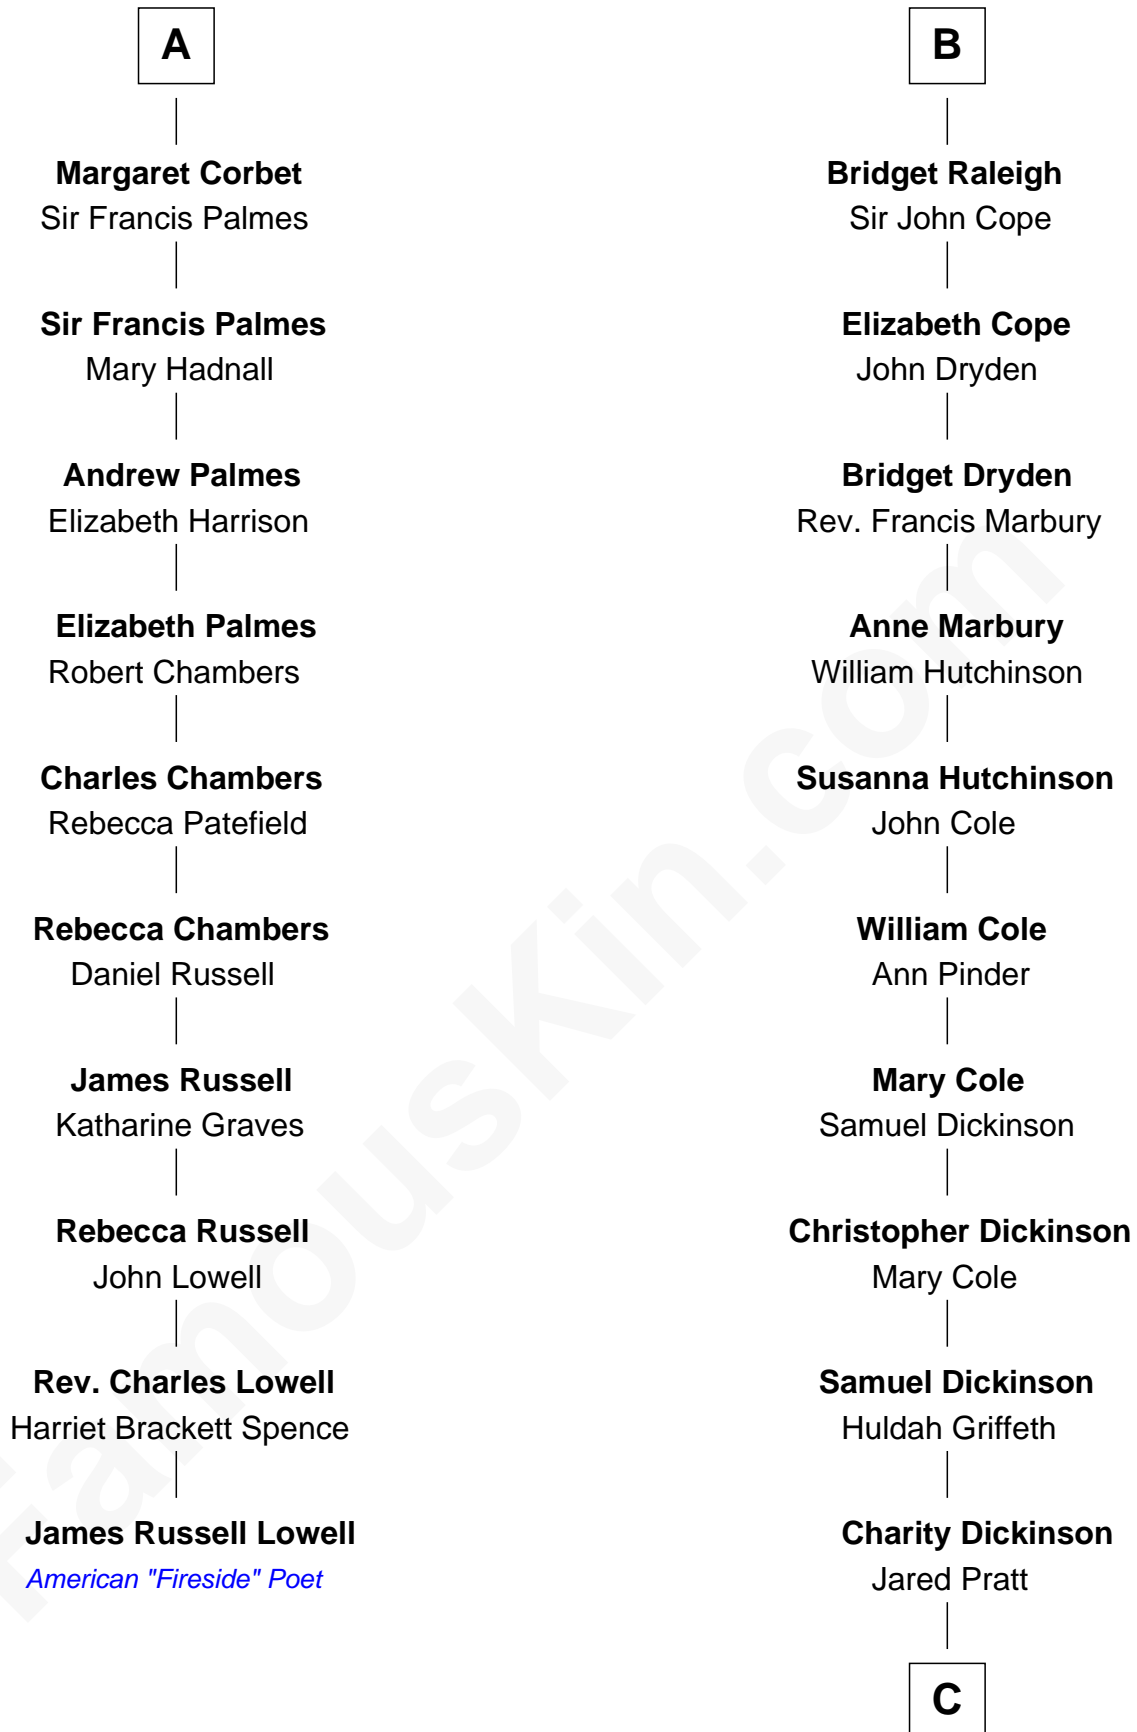 A
Margaret Corbet
Sir Francis Palmes
Sir Francis Palmes
Mary Hadnall
Andrew Palmes
Elizabeth Harrison
Elizabeth Palmes
Robert Chambers
Charles Chambers
Rebecca Patefield
Rebecca Chambers
Daniel Russell
James Russell
Katharine Graves
Rebecca Russell
John Lowell
Rev. Charles Lowell
Harriet Brackett Spence
James Russell Lowell
American "Fireside" Poet
B
Bridget Raleigh
Sir John Cope
Elizabeth Cope
John Dryden
Bridget Dryden
Rev. Francis Marbury
Anne Marbury
William Hutchinson
Susanna Hutchinson
John Cole
William Cole
Ann Pinder
Mary Cole
Samuel Dickinson
Christopher Dickinson
Mary Cole
Samuel Dickinson
Huldah Griffeth
Charity Dickinson
Jared Pratt
C
FamousKin.com